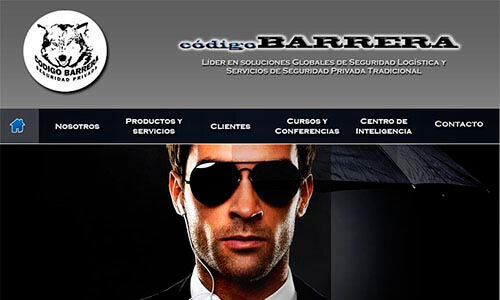 CODIGO BARRERA
SEGURIDAD PRIVADA
códigoBARRERA
Líder en soluciones Globales de Seguridad Logística y
Servicios de Seguridad Privada Tradicional
Nosotros
Productos y
servicios
Clientes
Cursos y
Conferencias
Centro de
Inteligencia
Contacto